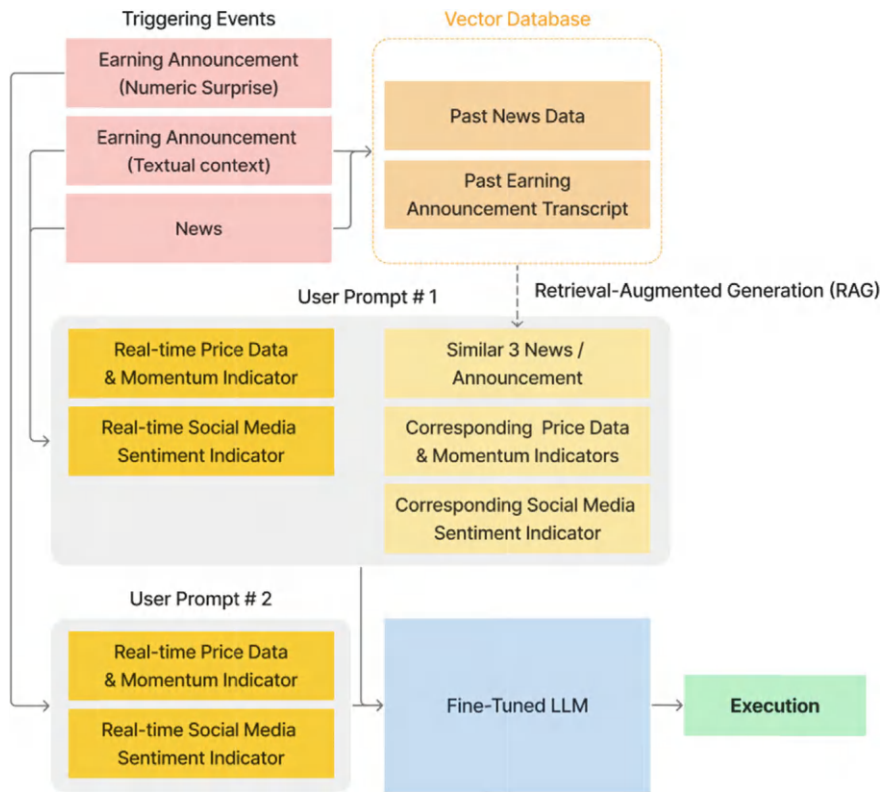 Triggering Events
Earning Announcement
(Numeric Surprise)
Earning Announcement
(Textual context)
News
Vector Database
Past News Data
Past Earning
Announcement Transcript
Retrieval-Augmented Generation (RAG)
User Prompt # 1
Real-time Price Data
& Momentum Indicator
Real-time Social Media
Sentiment Indicator
Similar 3 News /
Announcement
Corresponding Price Data
& Momentum Indicators
Corresponding Social Media
Sentiment Indicator
User Prompt # 2
Real-time Price Data
& Momentum Indicator
Real-time Social Media
Sentiment Indicator
Fine-Tuned LLM
Execution